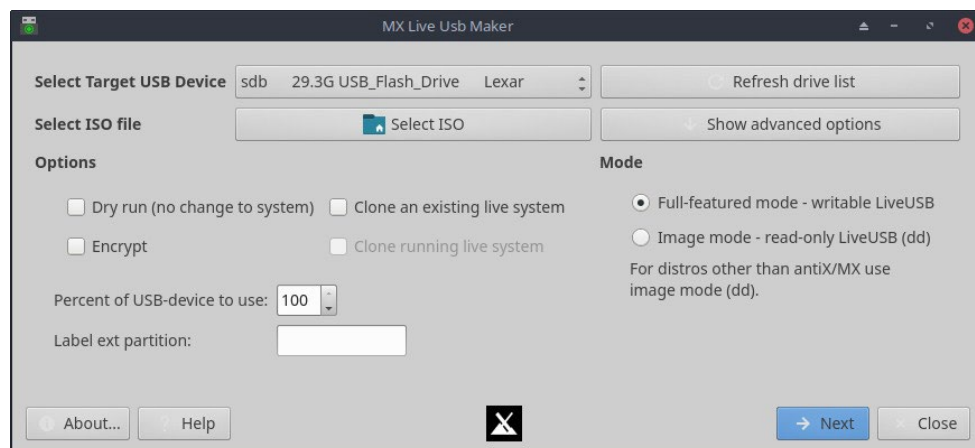 MX Live Usb Maker
Select Target USB Device sdb 29.3G USB_Flash_Drive Lexar Refresh drive list
Select ISO file Select ISO Show advanced options
Options Mode
Dry run (no change to system) Clone an existing live system Full-featured mode - writable LiveUSB
Encrypt Clone running live system Image mode - read-only LiveUSB (dd)
For distros other than antiX/MX use
image mode (dd).
Percent of USB-device to use: 100
Label ext partition:
About... Help Next Close